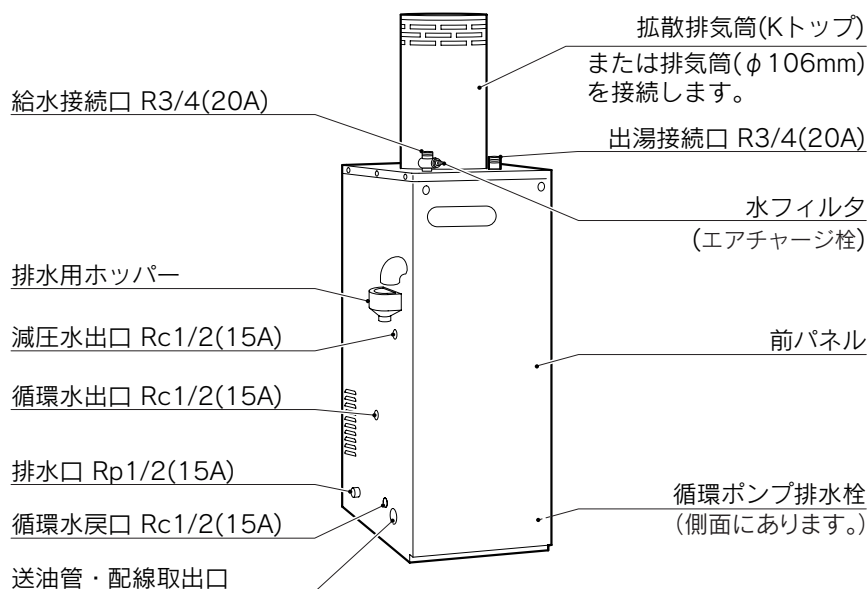 給水接続口 R3/4(20A)
排水用ホッパー
減圧水出口 Rc1/2(15A)
循環水出口 Rc1/2(15A)
排水口 Rp1/2(15A)
循環水戻口 Rc1/2(15A)
送油管・配線取出口
拡散排気筒(Kトップ)
または排気筒(φ106mm)
を接続します。
出湯接続口 R3/4(20A)
水フィルタ
(エアチャージ栓)
前パネル
循環ポンプ排水栓
(側面にあります。)